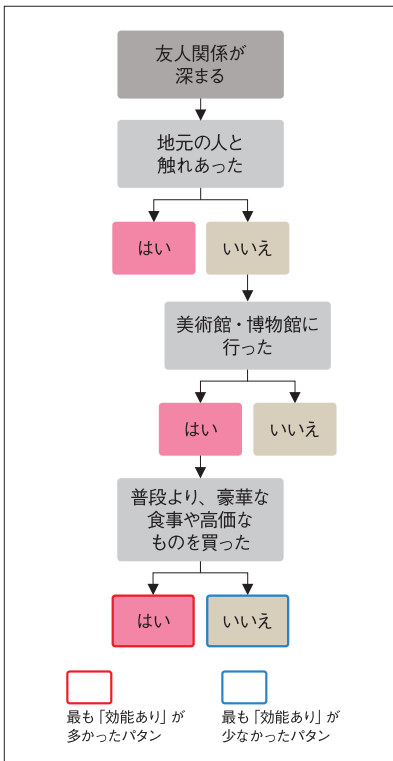 友人関係が
深まる
地元の人と
触れあった
はい
いいえ
美術館・博物館に
行った
はい
いいえ
普段より、豪華な
食事や高価な
ものを買った
はい
いいえ
最も「効能あり」が
多かったパタン
最も「効能あり」が
少なかったパタン